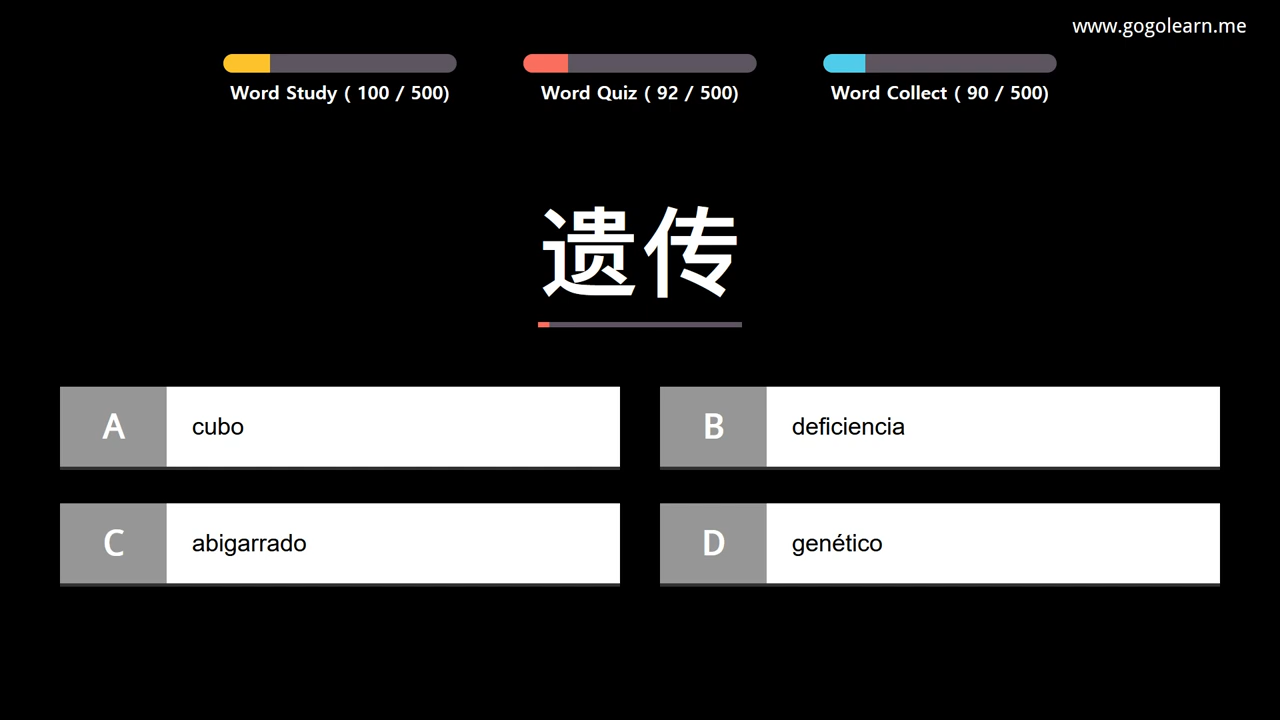 www.gogolearn.me
Word Study ( 100 / 500)
Word Quiz ( 92 / 500)
Word Collect ( 90 / 500)
遗传
A cubo
B deficiencia
C abigarrado
D genético